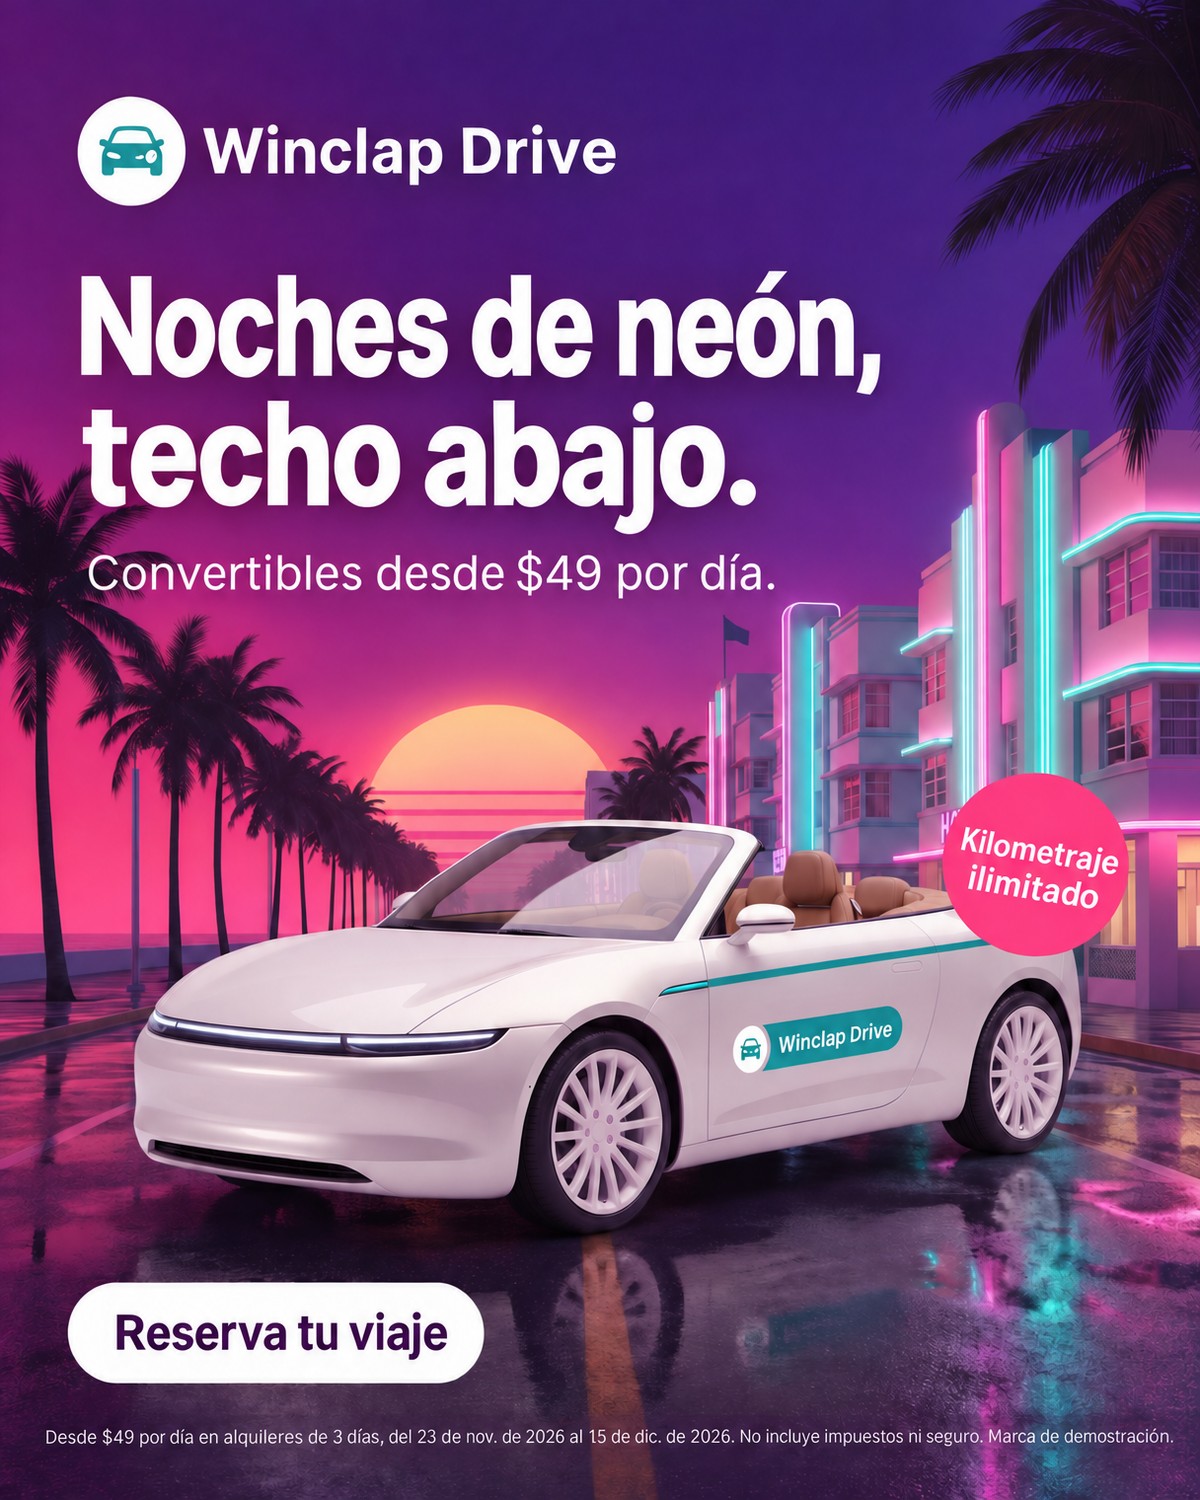 Winclap Drive
Noches de neón,
techo abajo.
Convertibles desde $49 por día.
Kilometraje
ilimitado
Winclap Drive
Reserva tu viaje
Desde $49 por día en alquileres de 3 días, del 23 de nov. de 2026 al 15 de dic. de 2026. No incluye impuestos ni seguro. Marca de demostración.